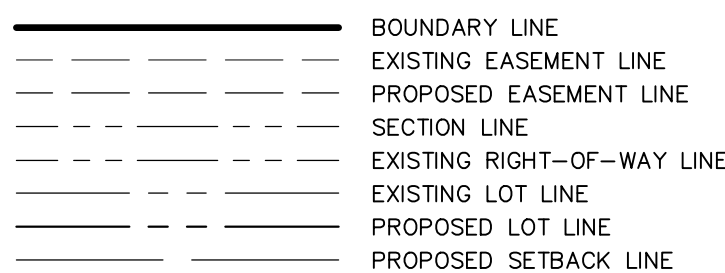 BOUNDARY LINE
EXISTING EASEMENT LINE
PROPOSED EASEMENT LINE
SECTION LINE
EXISTING RIGHT-OF-WAY LINE
EXISTING LOT LINE
PROPOSED LOT LINE
PROPOSED SETBACK LINE